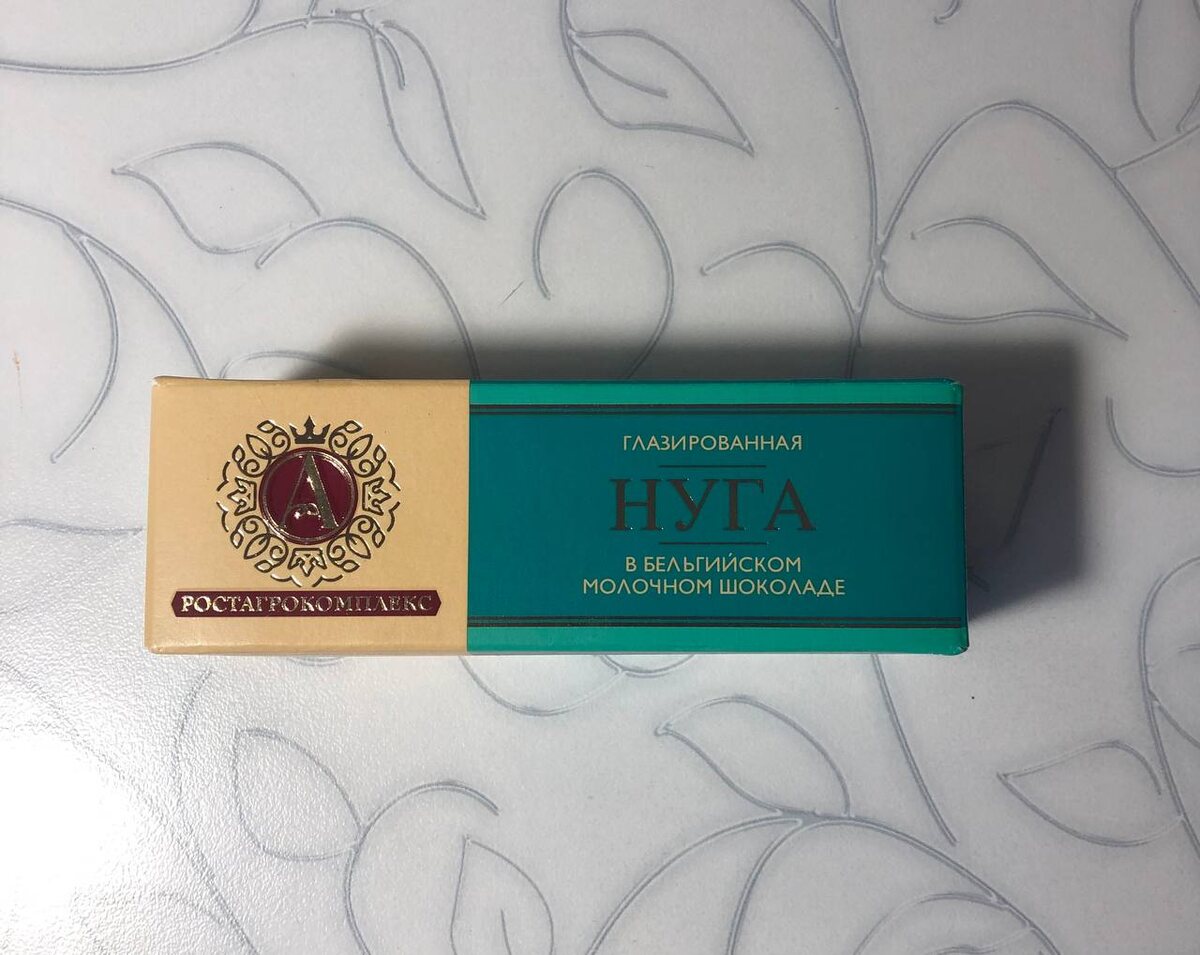 А
РОСТАГРОКОМПЛЕКС
ГЛАЗИРОВАННАЯ
НУГА
В БЕЛЬГИЙСКОМ
МОЛОЧНОМ ШОКОЛАДЕ